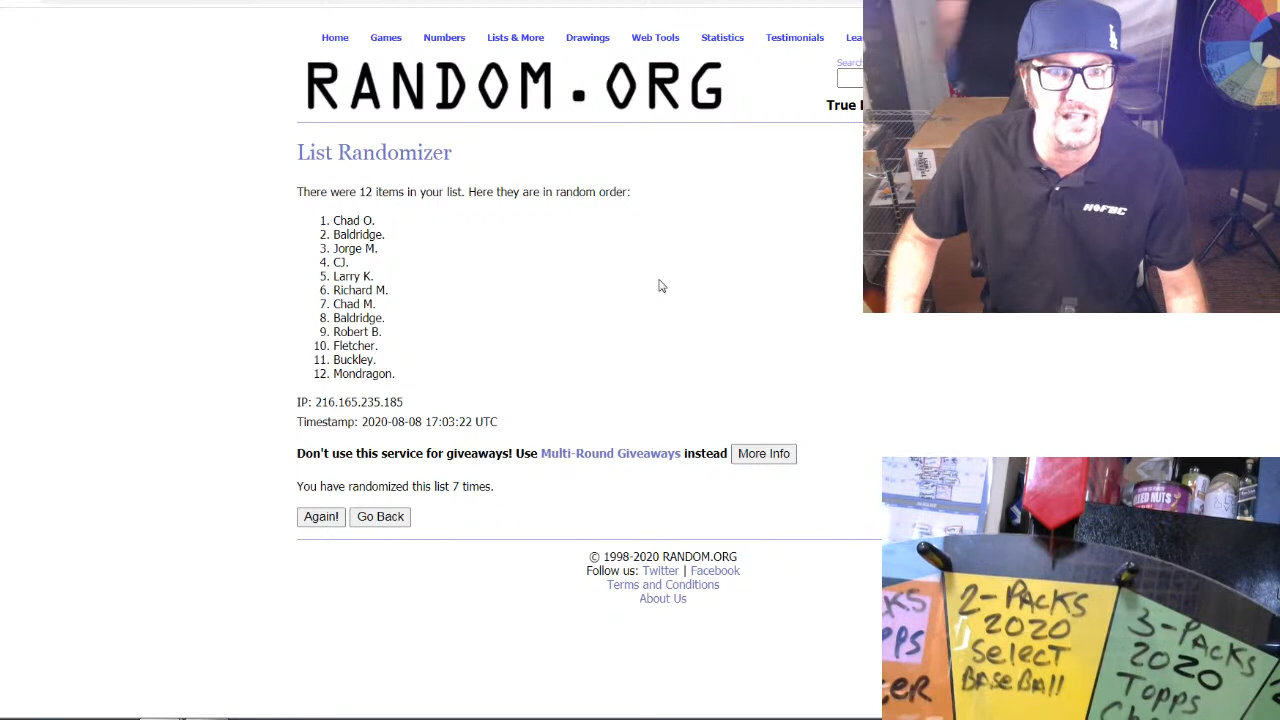 Home Games Numbers Lists & More Drawings Web Tools Statistics Testimonials
RANDOM.ORG
Search
True
List Randomizer
There were 12 items in your list. Here they are in random order:
1. Chad O.
2. Baldridge.
3. Jorge M.
4. CJ.
5. Larry K.
6. Richard M.
7. Chad M.
8. Baldridge.
9. Robert B.
10. Fletcher.
11. Buckley.
12. Mondragon.
IP: 216.165.235.185
Timestamp: 2020-08-08 17:03:22 UTC
Don't use this service for giveaways! Use Multi-Round Giveaways instead More Info
You have randomized this list 7 times.
Again! Go Back
© 1998-2020 RANDOM.ORG
Follow us: Twitter | Facebook
Terms and Conditions
About Us
LA
HOFBC
NUTS
2-PACKS
2020
Select
BASEBAll
3-PACKS
2020
Topps